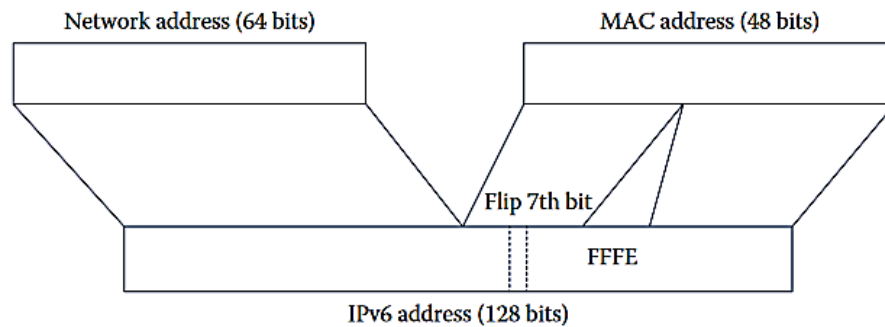 Network address (64 bits)
MAC address (48 bits)
Flip 7th bit
FFFE
IPv6 address (128 bits)